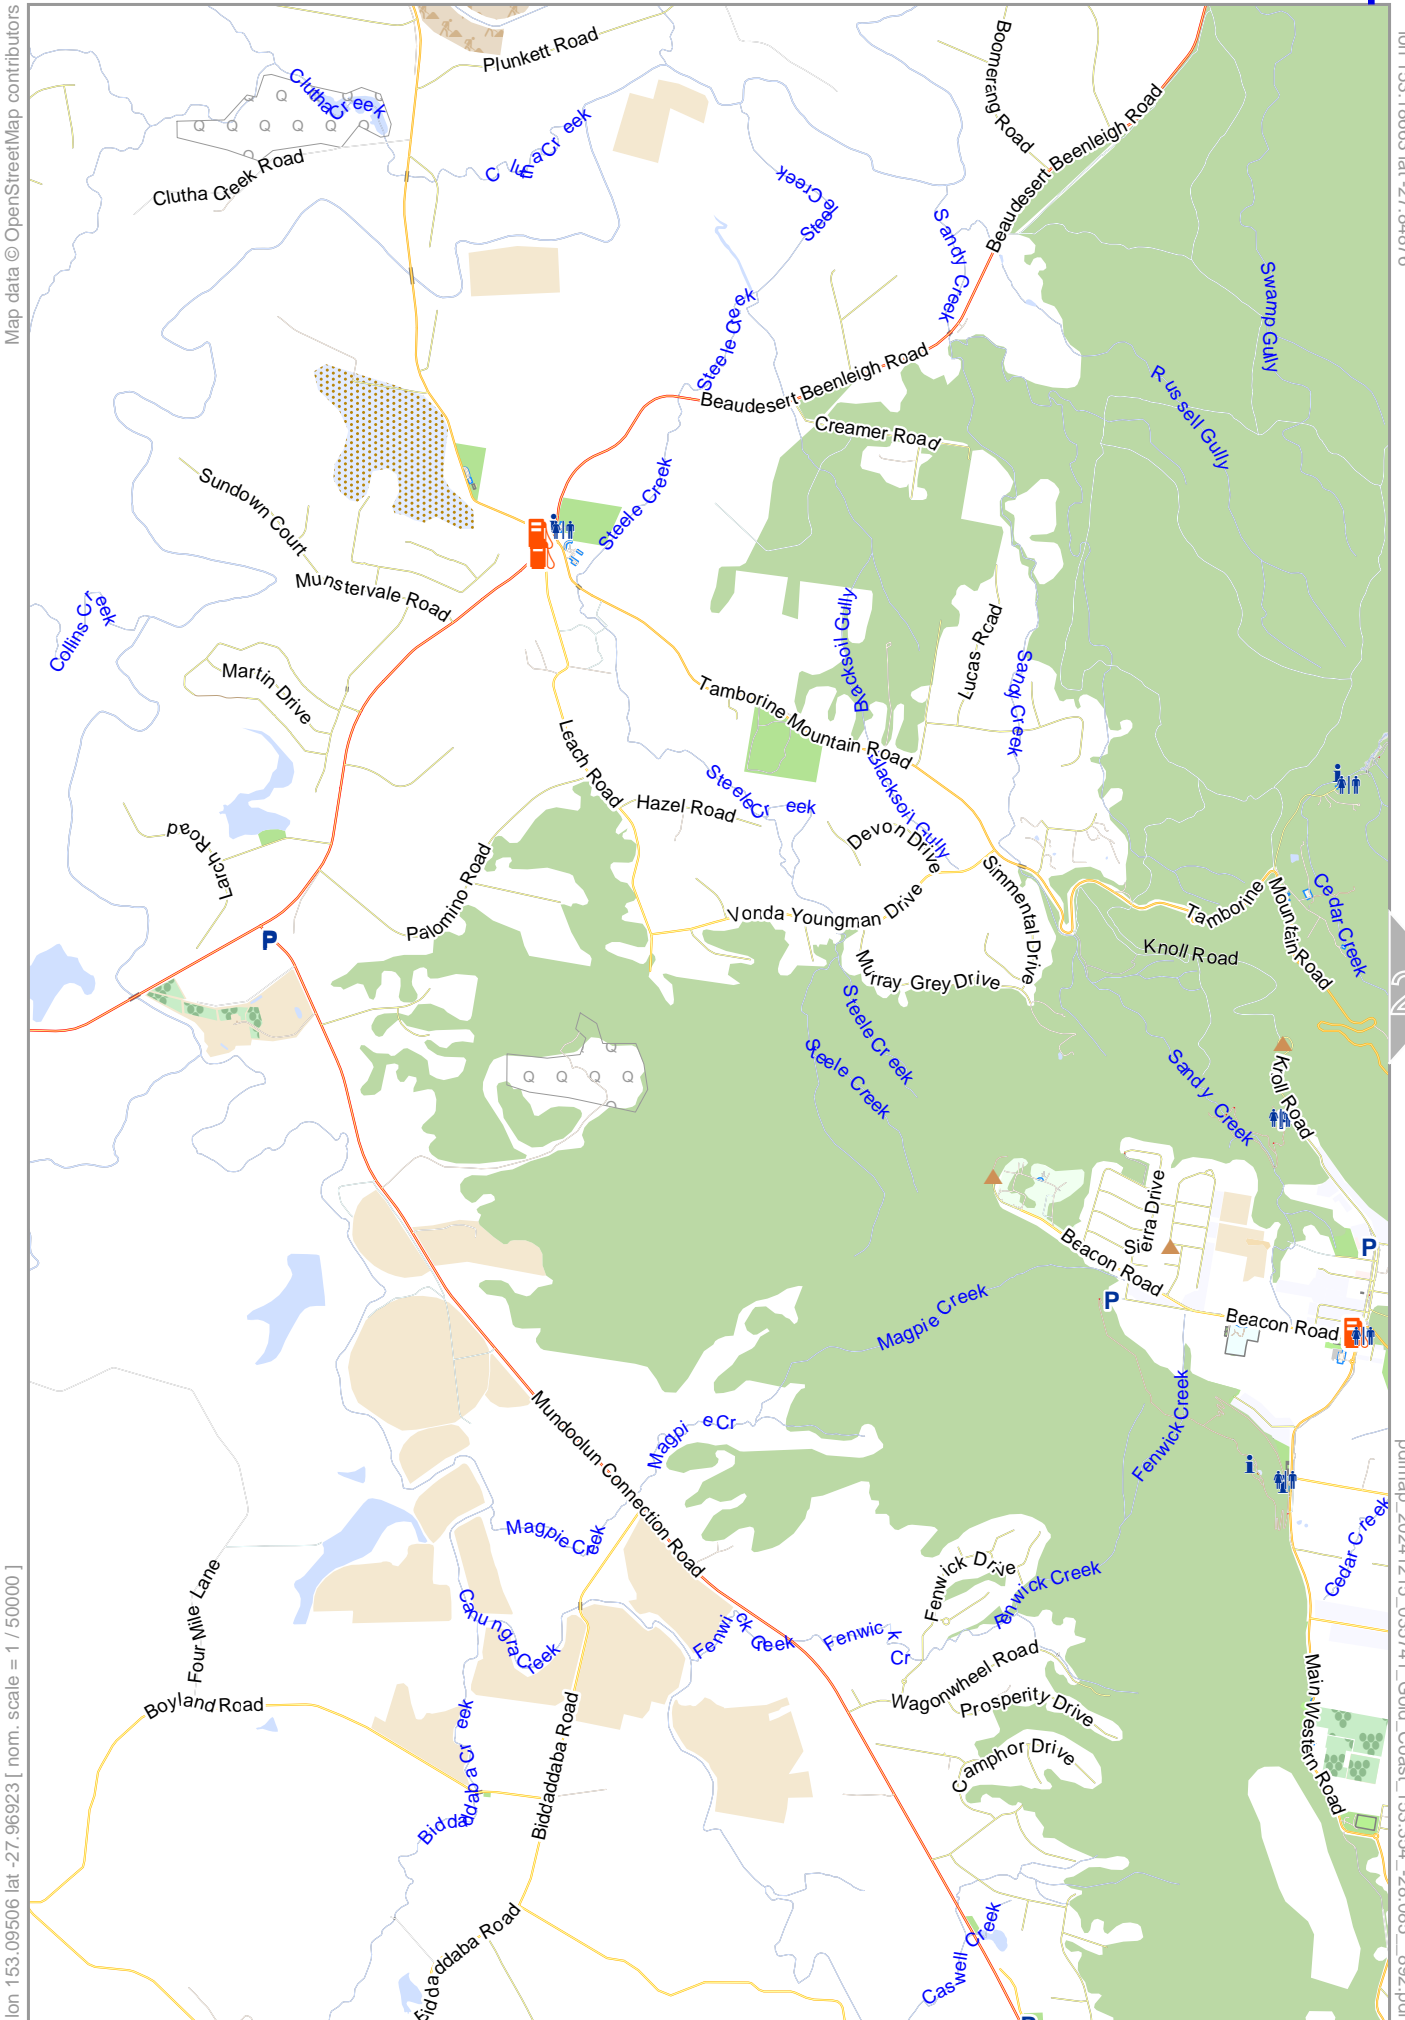 Map data © OpenStreetMap contributors
Plunkett Road
Boomerang Road
Clutha Creek
Clutha Creek
Clutha Creek Road
Beaudesert-Beenleigh-Road
Steele Creek
Sandy Creek
Swamp Gully
Steele Creek
Beaudesert-Beenleigh-Road
Russell Gully
Creamer Road
Sundown Court
Steele Creek
Munstervale Road
Collins Creek
Blacksoil Gully
Lucas Road
Sandy Creek
Martin Drive
Tamborine Mountain Road
Leach Road
Steele Creek
Hazel Road
Blacksoil Gully
Larch Road
Devon Drive
Palomino Road
Simmental Drive
Vonda Youngman Drive
Tamborine Mountain Road
Cedar Creek
P
Knoll Road
Murray Grey Drive
Steele Creek
Steele Creek
2
Sandy Creek
Knoll Road
Sierra Drive
Beacon Road
P
P
Magpie Creek
Beacon Road
Fenwick Creek
Mundoolun Connection Road
Magpie Cr
Magpie Creek
Cedar Creek
Four Mile Lane
Canungra Creek
Fenwick Drive
Fenwick Creek
Fenwick Creek
Fenwick Cr
Wagonwheel Road
Boyland Road
Prosperity Drive
Main Western Road
Biddaddaba Creek
Biddaddaba Road
Camphor Drive
Biddaddaba Road
Caswell Creek
lon 153.09506 lat -27.96923 [ nom. scale = 1 / 50000 ]